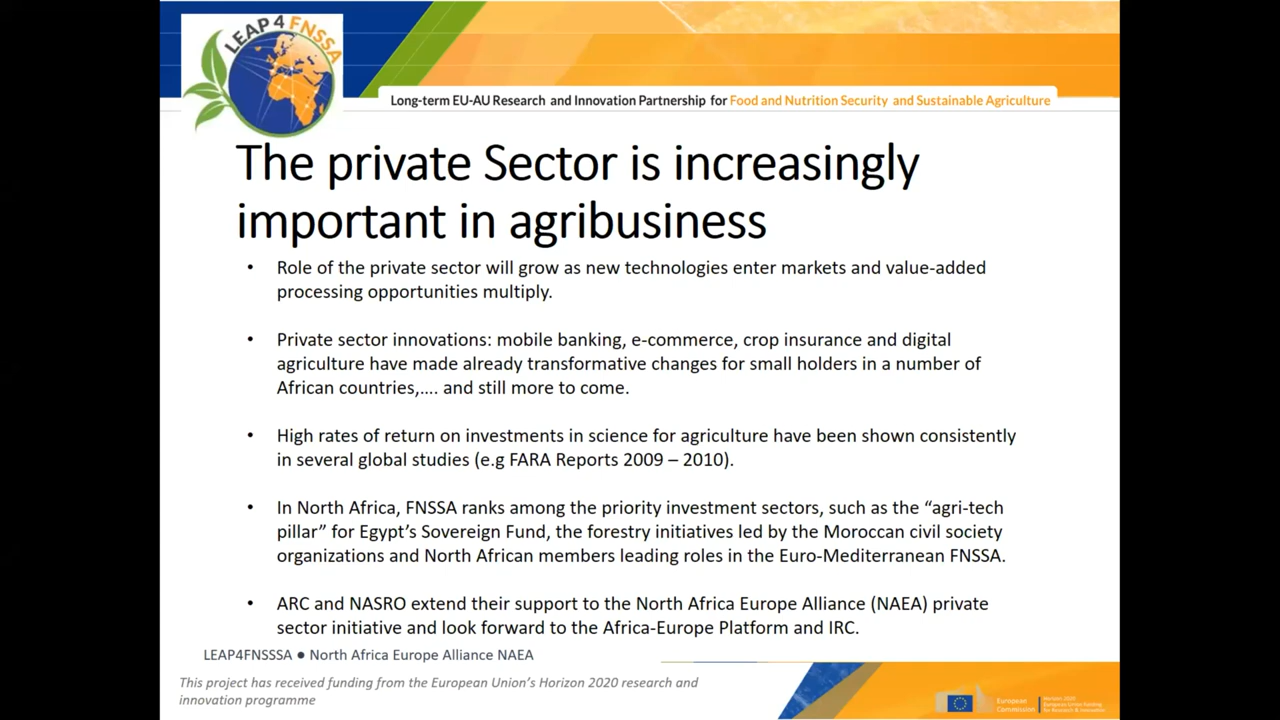 LEAP4FNSSA
Long-term EU-AU Research and Innovation Partnership for Food and Nutrition Security and Sustainable Agriculture
The private Sector is increasingly
important in agribusiness
• Role of the private sector will grow as new technologies enter markets and value-added
processing opportunities multiply.
• Private sector innovations: mobile banking, e-commerce, crop insurance and digital
agriculture have made already transformative changes for small holders in a number of
African countries,.... and still more to come.
• High rates of return on investments in science for agriculture have been shown consistently
in several global studies (e.g FARA Reports 2009 – 2010).
• In North Africa, FNSSA ranks among the priority investment sectors, such as the “agri-tech
pillar” for Egypt’s Sovereign Fund, the forestry initiatives led by the Moroccan civil society
organizations and North African members leading roles in the Euro-Mediterranean FNSSA.
• ARC and NASRO extend their support to the North Africa Europe Alliance (NAEA) private
sector initiative and look forward to the Africa-Europe Platform and IRC.
LEAP4FNSSSA ● North Africa Europe Alliance NAEA
This project has received funding from the European Union’s Horizon 2020 research and
innovation programme
European
Commission
Horizon 2020
European Union Funding
for Research & Innovation